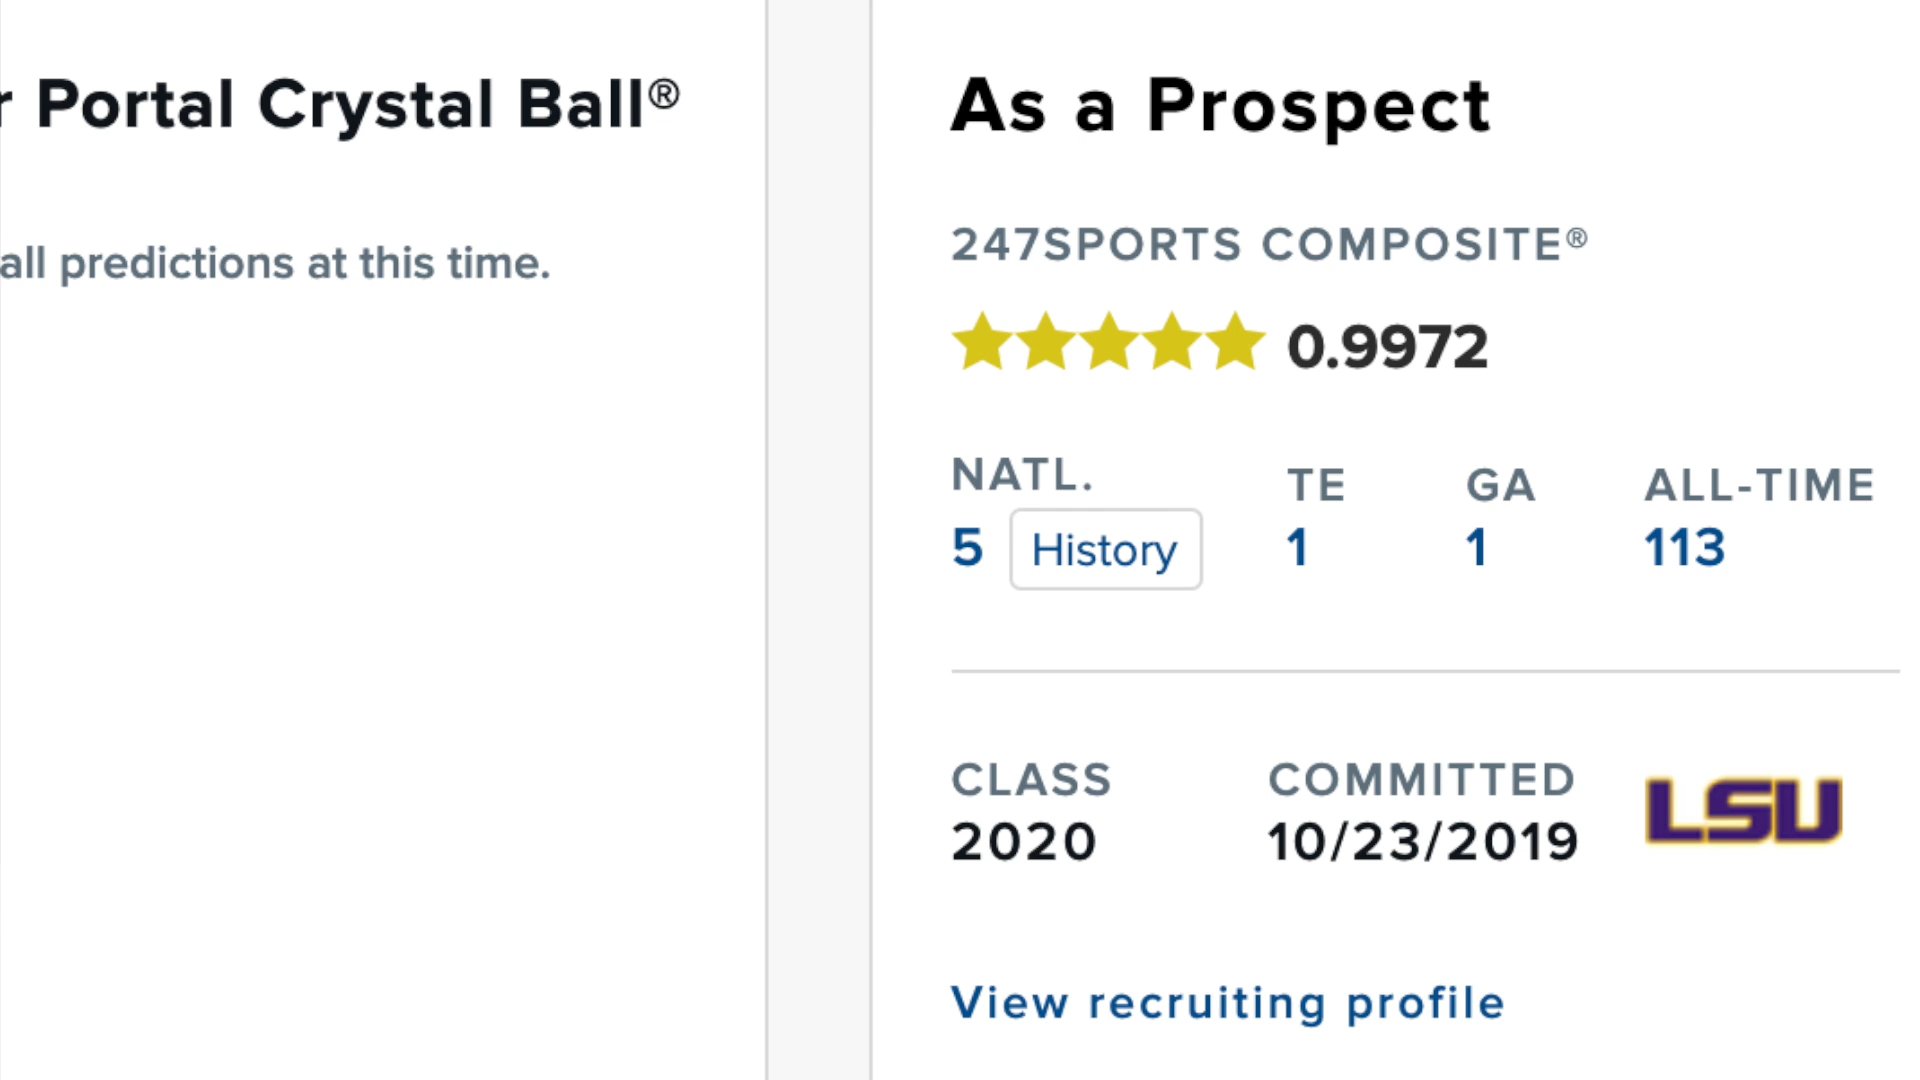 r Portal Crystal Ball®
all predictions at this time.
As a Prospect
247SPORTS COMPOSITE®
0.9972
NATL. TE GA ALL-TIME
5 History 1 1 113
CLASS COMMITTED LSU
2020 10/23/2019
View recruiting profile